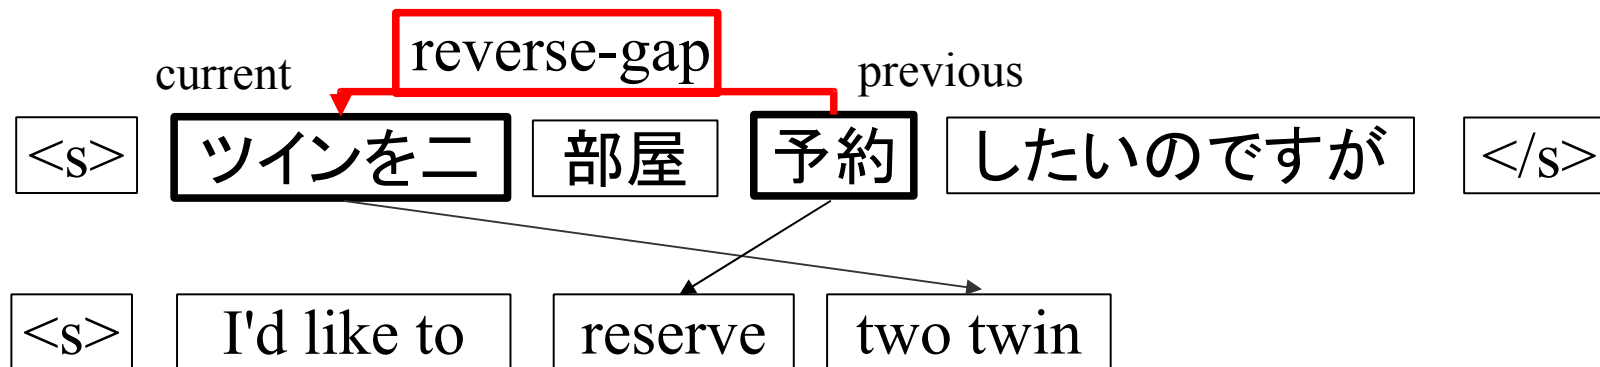 reverse-gap
current previous
<s> ツインを二 部屋 予約 したいのですが </s>
<s> I'd like to reserve two twin